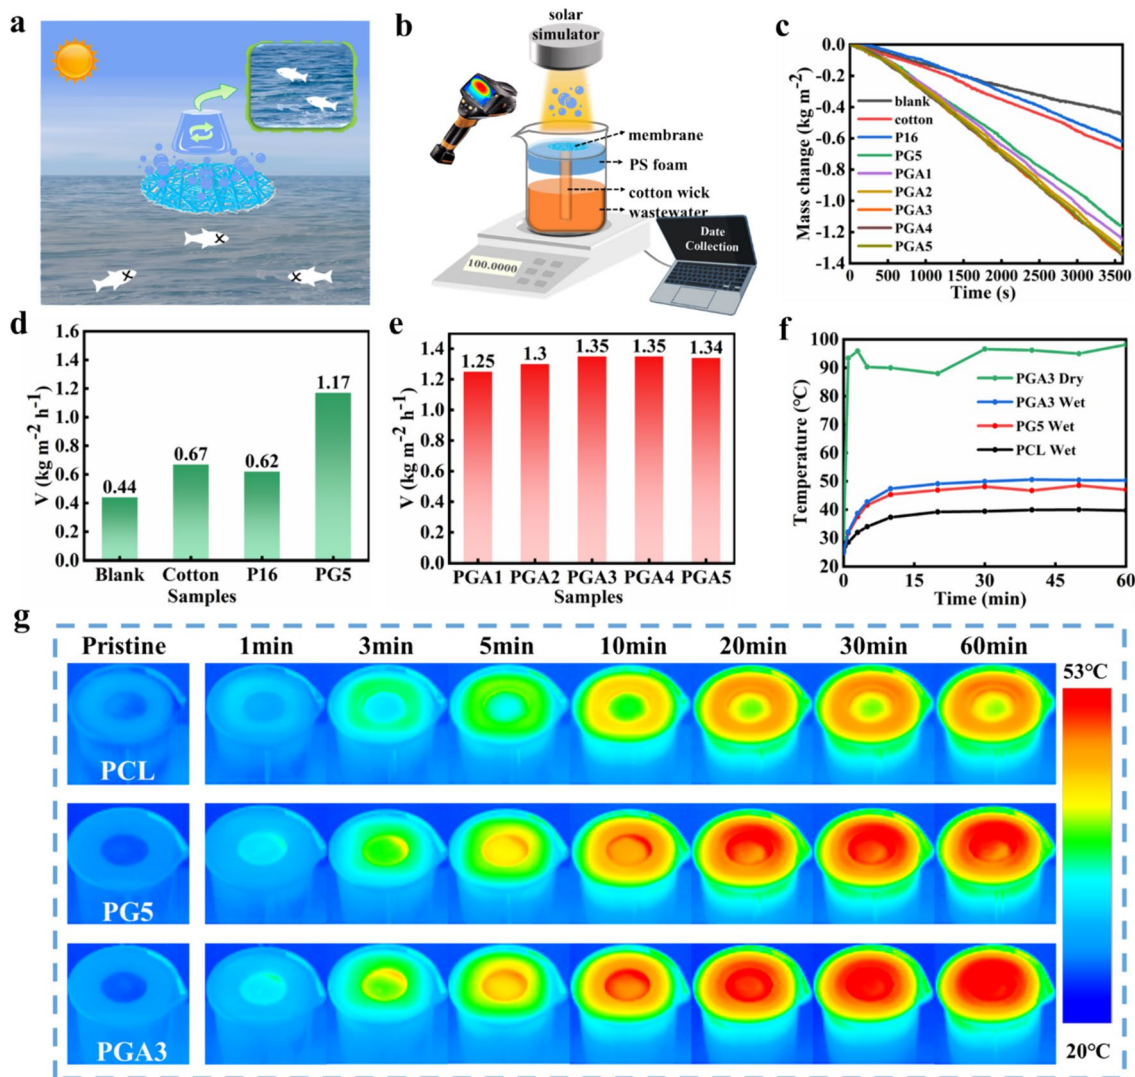 a
b
solar
simulator
membrane
PS foam
cotton wick
wastewater
100.0000
Date
Collection
c
Mass change (kg m⁻²)
0.0
-0.2
-0.4
-0.6
-0.8
-1.0
-1.2
-1.4
blank
cotton
P16
PG5
PGA1
PGA2
PGA3
PGA4
PGA5
0 500 1000 1500 2000 2500 3000 3500
Time (s)
d
V (kg m⁻² h⁻¹)
1.6
1.4
1.2
1.0
0.8
0.6
0.4
0.2
0.0
0.44
0.67
0.62
1.17
Blank Cotton P16 PG5
Samples
e
V (kg m⁻² h⁻¹)
1.4
1.2
1.0
0.8
0.6
0.4
0.2
0.0
1.25
1.3
1.35
1.35
1.34
PGA1 PGA2 PGA3 PGA4 PGA5
Samples
f
Temperature (°C)
100
90
80
70
60
50
40
30
20
PGA3 Dry
PGA3 Wet
PG5 Wet
PCL Wet
0 15 30 45 60
Time (min)
g
Pristine 1min 3min 5min 10min 20min 30min 60min
PCL
PG5
PGA3
53°C
20°C